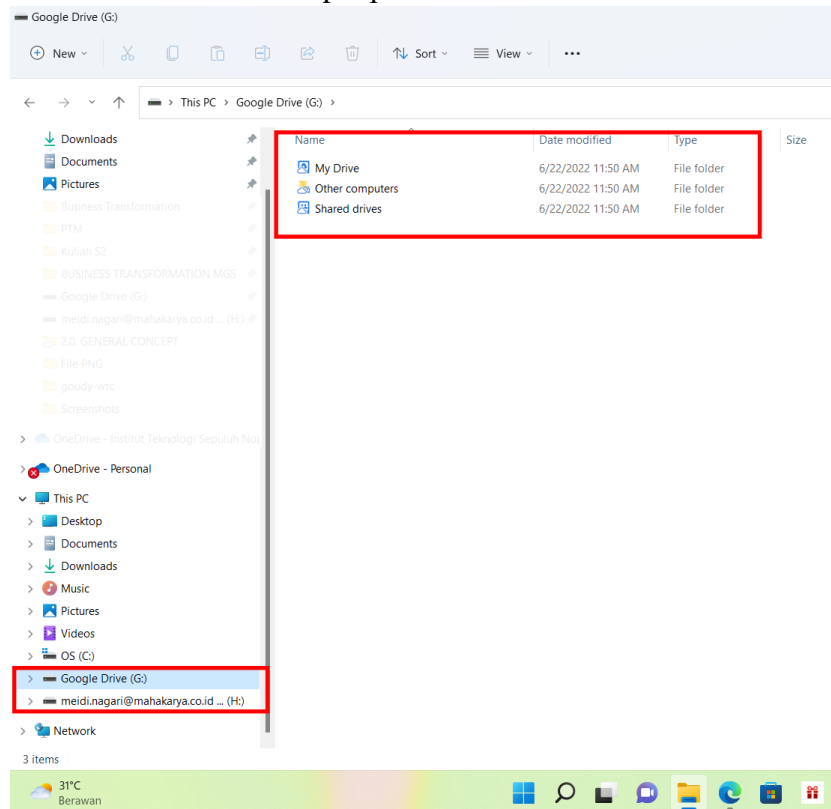 Google Drive (G:)
New
Sort
View
This PC > Google Drive (G:) >
Downloads
Documents
Pictures
Business Transformation
PTM
Kuliah S2
BUSINESS TRANSFORMATION MGS
Google Drive (G:)
meidi.nagari@mahakarya.co.id ... (H:)
2.0. GENERAL CONCEPT
File PNG
goudy-wtc
Screenshots
OneDrive - Institut Teknologi Sepuluh Nop
OneDrive - Personal
This PC
Desktop
Documents
Downloads
Music
Pictures
Videos
OS (C:)
Google Drive (G:)
meidi.nagari@mahakarya.co.id ... (H:)
Network
Name Date modified Type Size
My Drive 6/22/2022 11:50 AM File folder
Other computers 6/22/2022 11:50 AM File folder
Shared drives 6/22/2022 11:50 AM File folder
3 items
31°C
Berawan